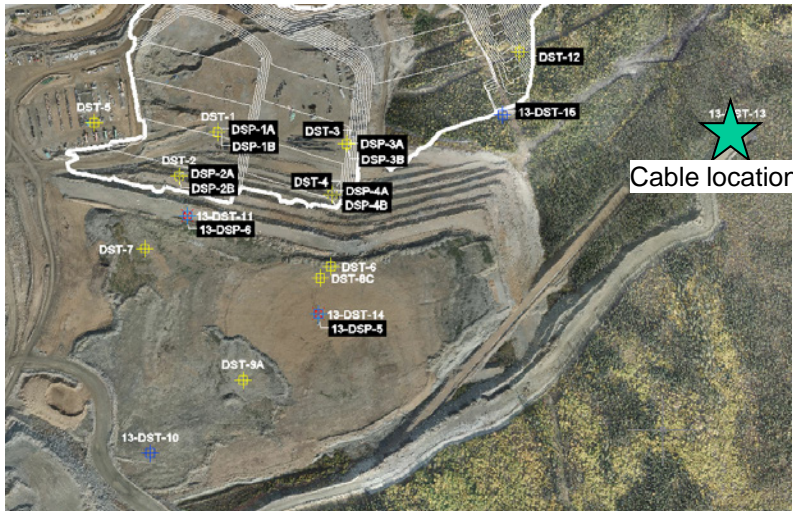 DST-12
DST-5
DST-1
DSP-1A
DSP-1B
DST-3
DSP-3A
DSP-3B
13-DST-16
13-DST-13
Cable location
DST-2
DSP-2A
DSP-2B
DST-4
DSP-4A
DSP-4B
13-DST-11
13-DSP-6
DST-7
DST-6
DST-8C
13-DST-14
13-DSP-5
DST-9A
13-DST-10